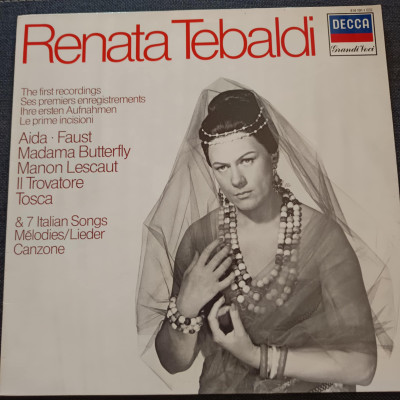 Renata Tebaldi
DECCA
Grandi Voci
The first recordings
Ses premiers enregistrements
Ihre ersten Aufnahmen
Le prime incisioni
Aida · Faust
Madama Butterfly
Manon Lescaut
Il Trovatore
Tosca
& 7 Italian Songs
Mélodies/Lieder
Canzone